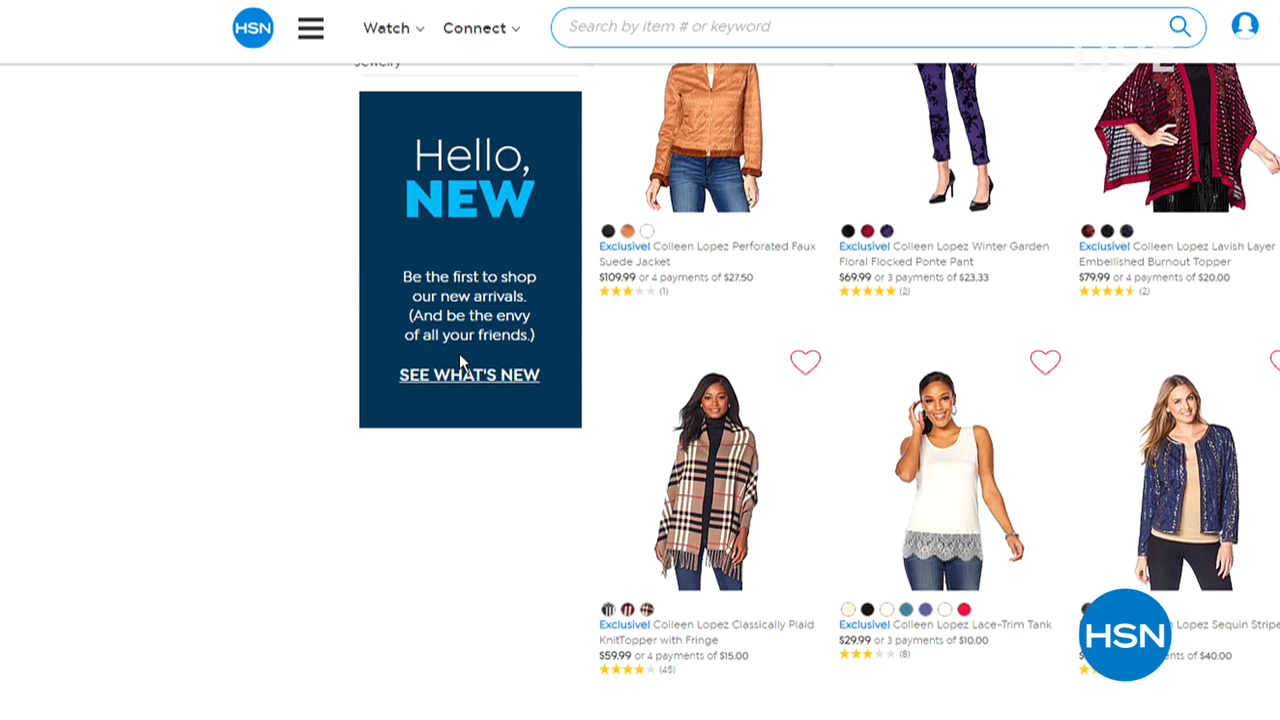 HSN
Watch
Connect
Search by item # or keyword
LIVE
Jewelry
Hello,
NEW
Be the first to shop
our new arrivals.
(And be the envy
of all your friends.)
SEE WHAT'S NEW
Exclusive! Colleen Lopez Perforated Faux
Suede Jacket
$109.99 or 4 payments of $27.50
(1)
Exclusive! Colleen Lopez Winter Garden
Floral Flocked Ponte Pant
$69.99 or 3 payments of $23.33
(2)
Exclusive! Colleen Lopez Lavish Layer
Embellished Burnout Topper
$79.99 or 4 payments of $20.00
(2)
Exclusive! Colleen Lopez Classically Plaid
KnitTopper with Fringe
$59.99 or 4 payments of $15.00
(45)
Exclusive! Colleen Lopez Lace-Trim Tank
$29.99 or 3 payments of $10.00
(8)
Lopez Sequin Stripe
of $40.00
HSN